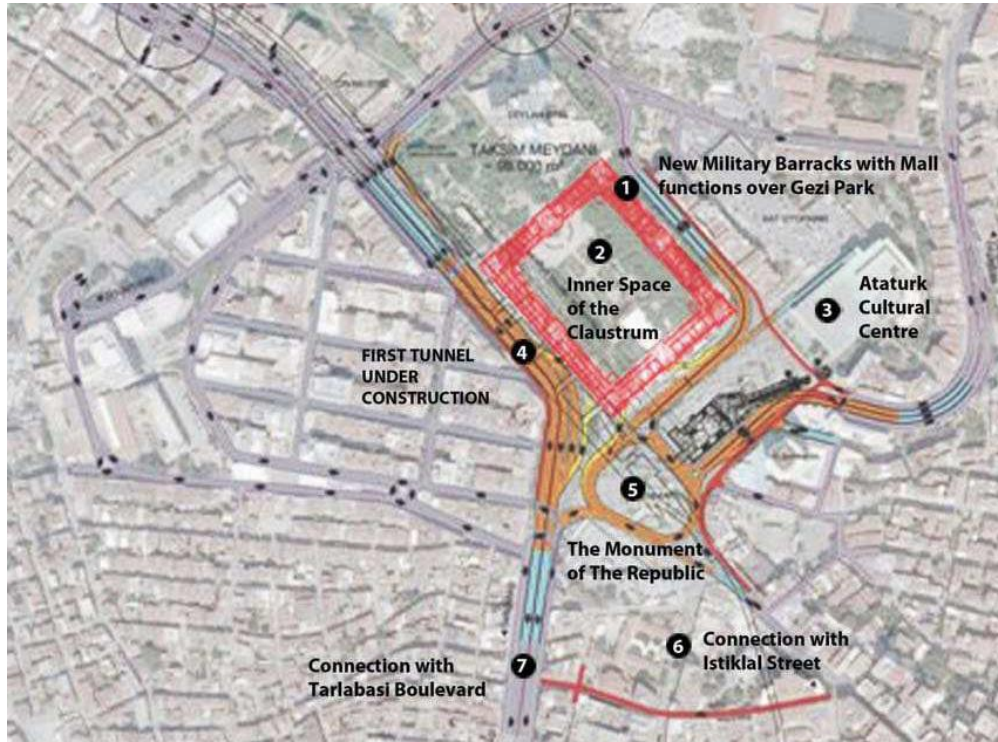 TAKSIM MEYDANI
1
New Military Barracks with Mall
functions over Gezi Park
2
Inner Space
of the
Claustrum
3
Ataturk
Cultural
Centre
4
FIRST TUNNEL
UNDER
CONSTRUCTION
5
The Monument
of The Republic
6
Connection with
Istiklal Street
7
Connection with
Tarlabasi Boulevard